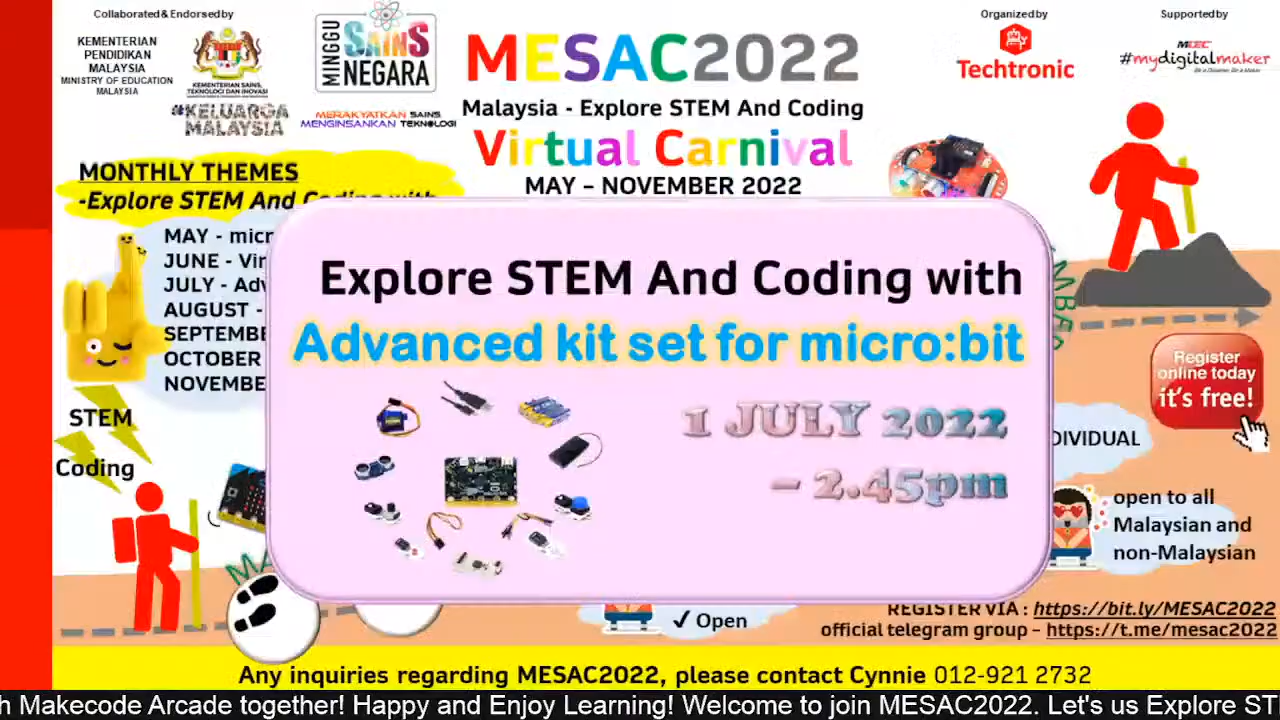 Collaborated & Endorsed by
KEMENTERIAN
PENDIDIKAN
MALAYSIA
MINISTRY OF EDUCATION
MALAYSIA
KEMENTERIAN SAINS,
TEKNOLOGI DAN INOVASI
#KELUARGA
MALAYSIA
MINGGU
SAINS
NEGARA
MERAKYATKAN SAINS
MENGINSANKAN TEKNOLOGI
MESAC2022
Malaysia - Explore STEM And Coding
Virtual Carnival
MAY – NOVEMBER 2022
Organized by
Techtronic
Supported by
MDEC
#mydigitalmaker
Be a Dreamer, Be a Maker
MONTHLY THEMES
-Explore STEM And Coding with
MAY - micr
JUNE - Vir
JULY - Adv
AUGUST -
SEPTEMBE
OCTOBER
NOVEMBE
STEM
Coding
Explore STEM And Coding with
Advanced kit set for micro:bit
1 JULY 2022
– 2.45pm
Register
online today
it's free!
DIVIDUAL
open to all
Malaysian and
non-Malaysian
✓ Open
REGISTER VIA : https://bit.ly/MESAC2022
official telegram group – https://t.me/mesac2022
Any inquiries regarding MESAC2022, please contact Cynnie 012-921 2732
h Makecode Arcade together! Happy and Enjoy Learning! Welcome to join MESAC2022. Let's us Explore ST